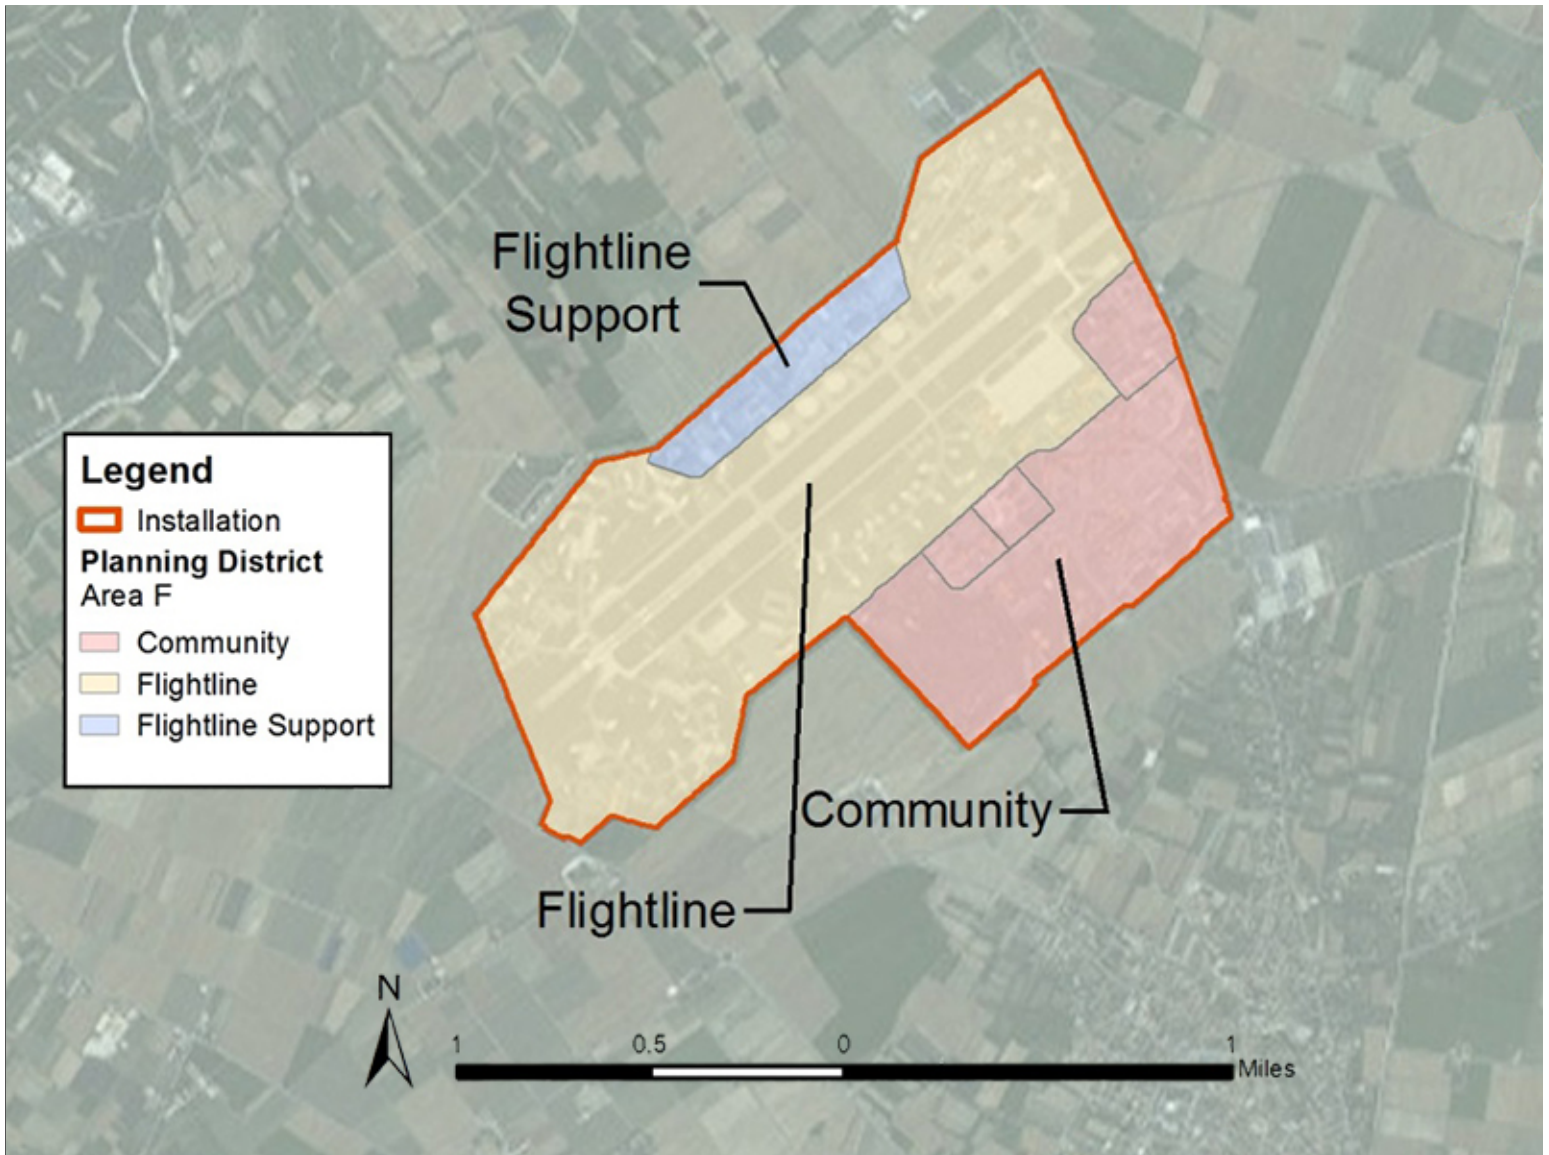 Flightline
Support
Legend
Installation
Planning District
Area F
Community
Flightline
Flightline Support
Community
Flightline
N
1 0.5 0 1
Miles